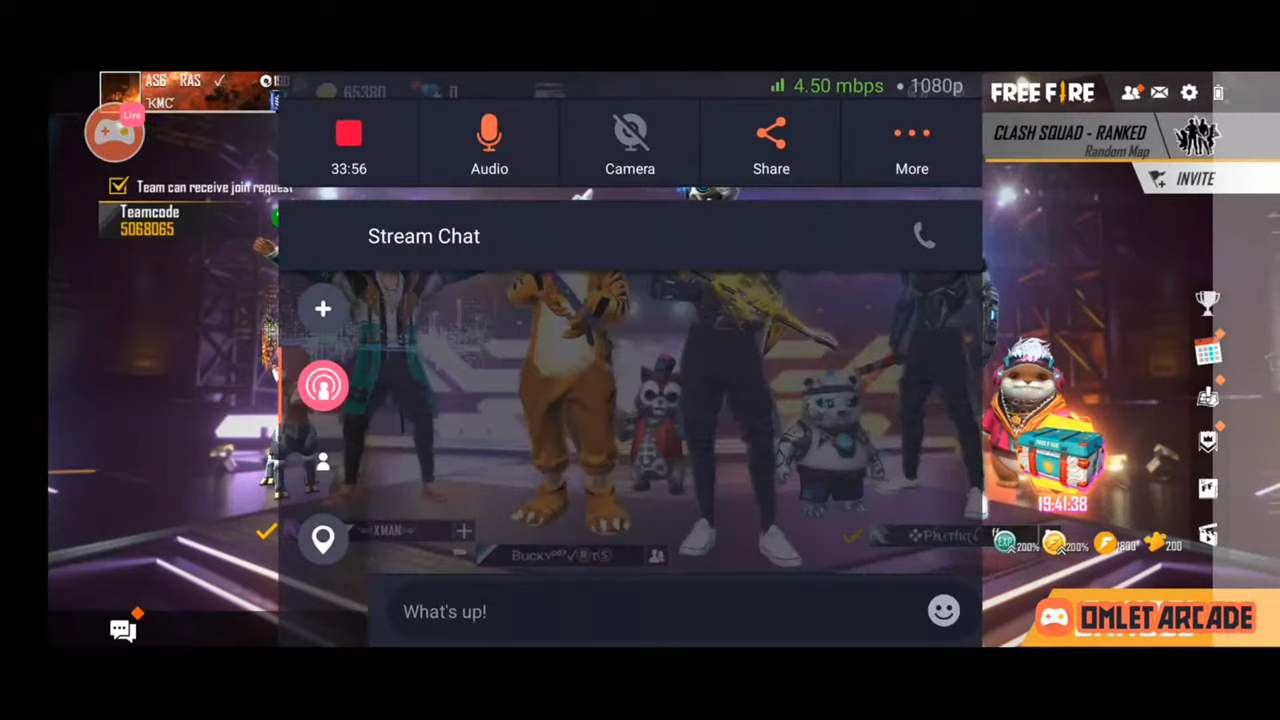 ASG RAS ✓
KMC
65380
0
4.50 mbps • 1080p
FREE FIRE
Live
33:56
Audio
Camera
Share
More
CLASH SQUAD - RANKED
Random Map
INVITE
Team can receive join request
Teamcode
5068065
Stream Chat
19:41:38
XMAN
BUCKY
200%
200%
1800*
200
What's up!
OMLET ARCADE